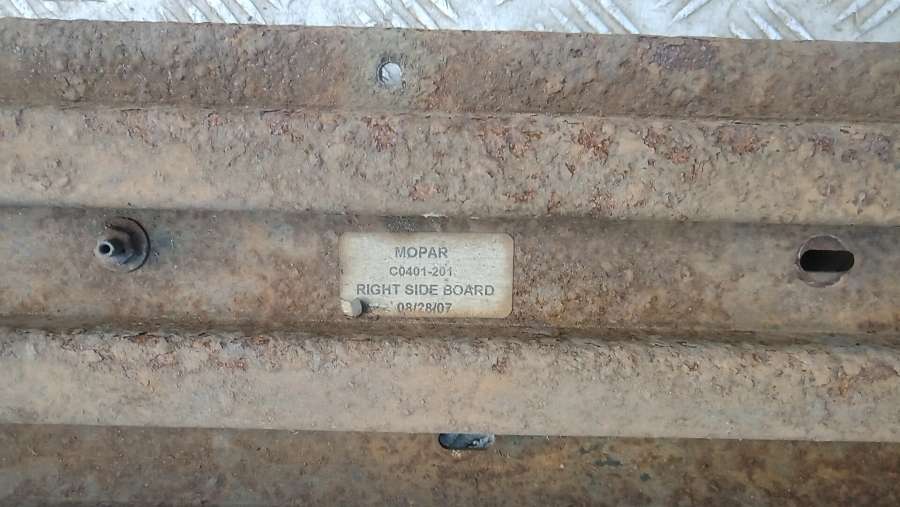 MOPAR
C0401-201
RIGHT SIDE BOARD
08/28/07